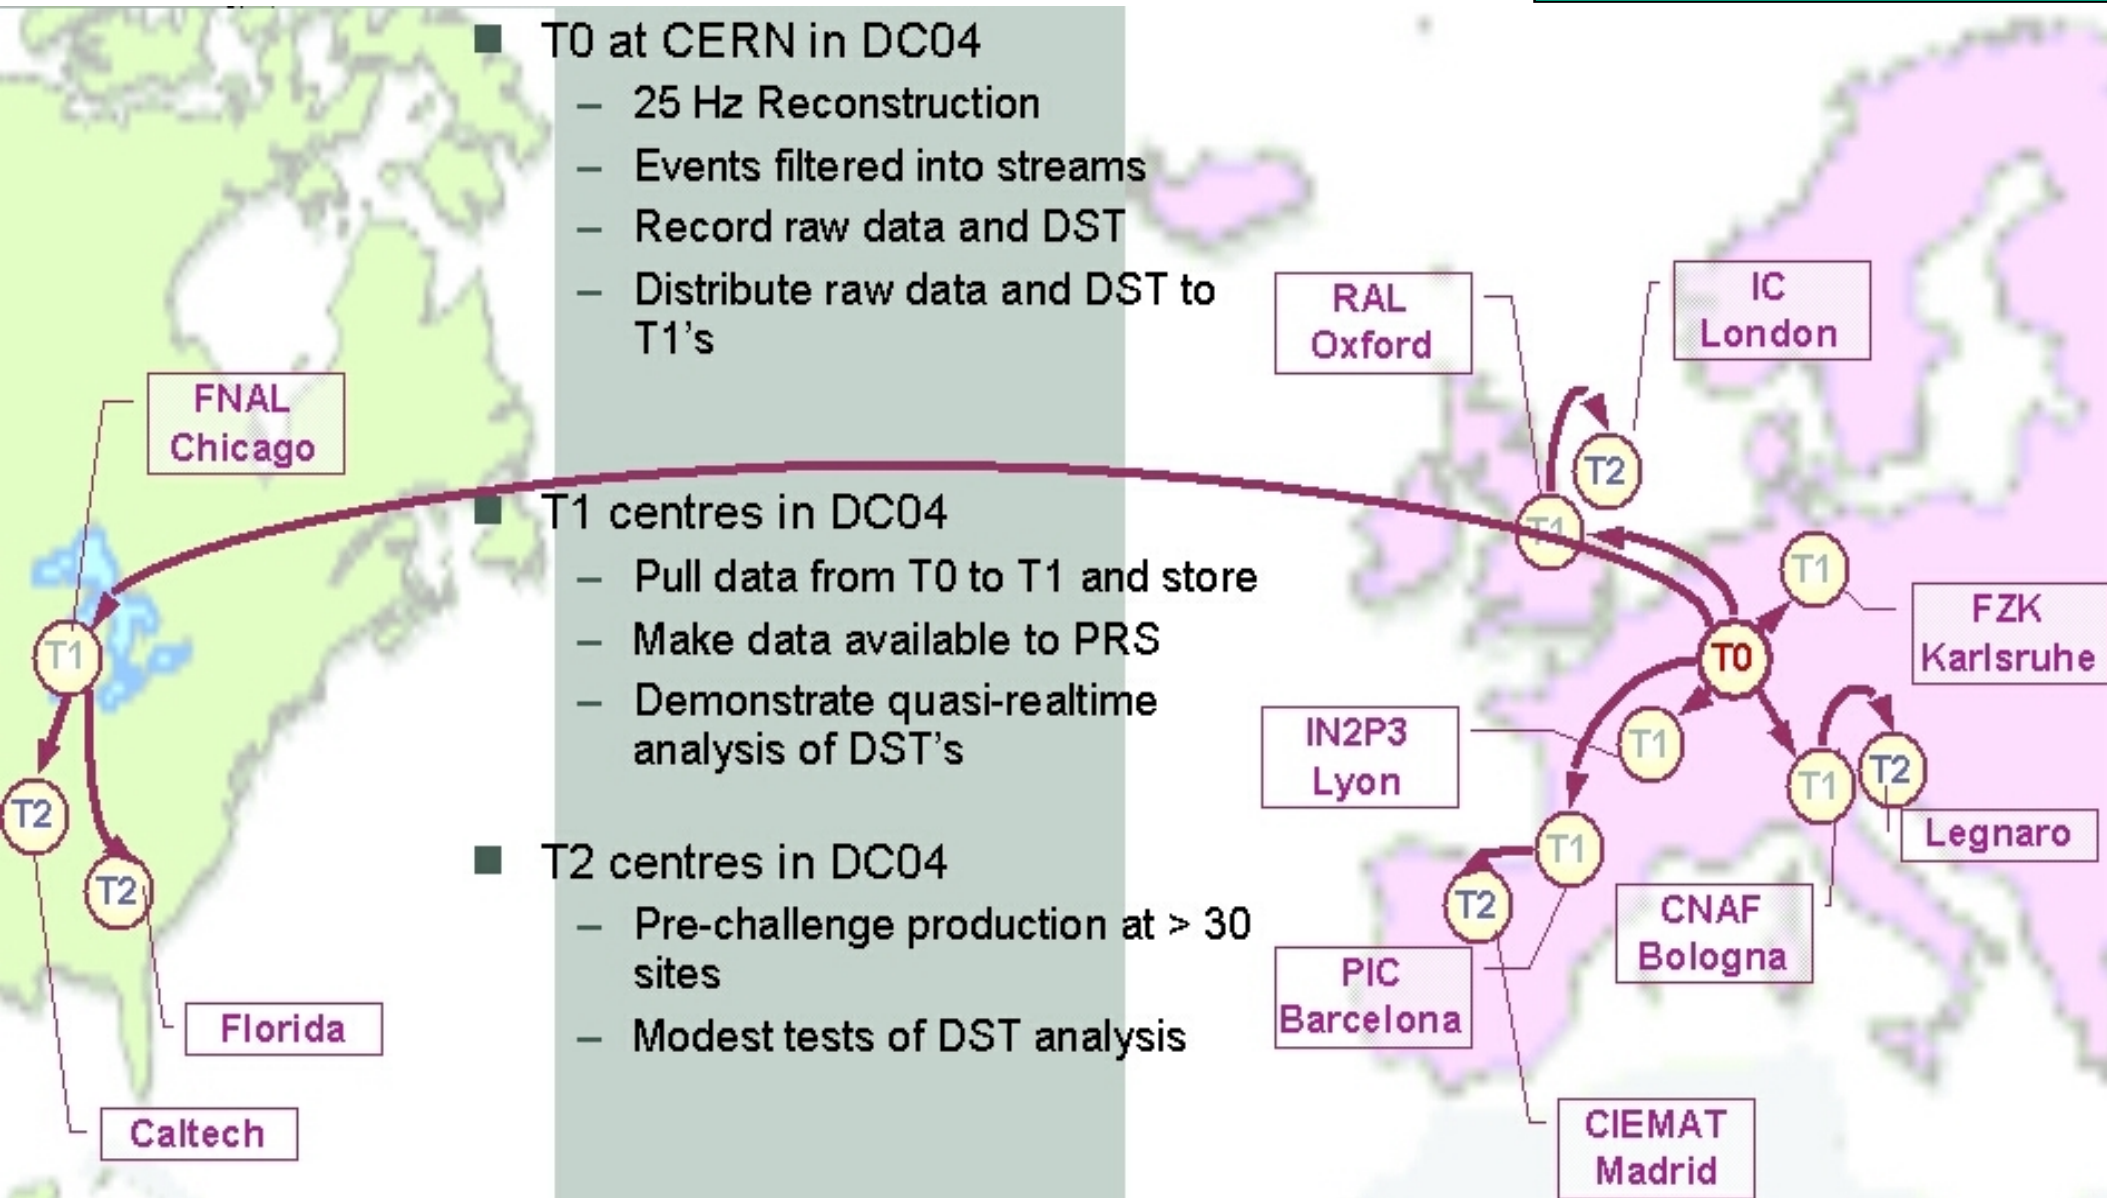 T0 at CERN in DC04
– 25 Hz Reconstruction
– Events filtered into streams
– Record raw data and DST
– Distribute raw data and DST to
T1's
T1 centres in DC04
– Pull data from T0 to T1 and store
– Make data available to PRS
– Demonstrate quasi-realtime
analysis of DST's
T2 centres in DC04
– Pre-challenge production at > 30
sites
– Modest tests of DST analysis
FNAL
Chicago
T1
T2
T2
Florida
Caltech
RAL
Oxford
IC
London
T2
T1
T1
FZK
Karlsruhe
T0
IN2P3
Lyon
T1
T1
T2
Legnaro
T1
T2
CNAF
Bologna
PIC
Barcelona
CIEMAT
Madrid